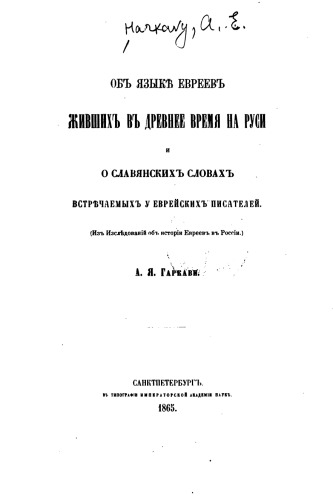 Harkavy, A. E.
ОБЪ ЯЗЫКѢ ЕВРЕЕВЪ
ЖИВШИХЪ ВЪ ДРЕВНЕЕ ВРЕМЯ НА РУСИ
И
О СЛАВЯНСКИХЪ СЛОВАХЪ
ВСТРѢЧАЕМЫХЪ У ЕВРЕЙСКИХЪ ПИСАТЕЛЕЙ.
(Изъ Изслѣдованій объ исторіи Евреевъ въ Россіи.)
А. Я. ГАРКАВИ.
САНКТПЕТЕРБУРГЪ.
ВЪ ТИПОГРАФІИ ИМПЕРАТОРСКОЙ АКАДЕМІИ НАУКЪ.
1865.